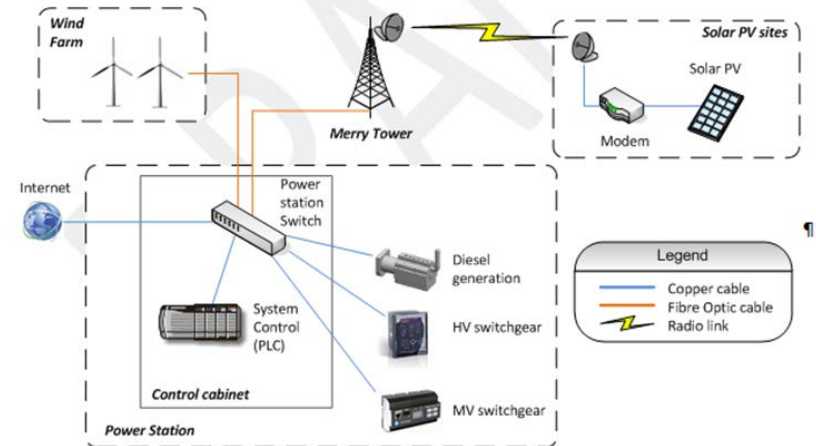 Wind
Farm
Solar PV sites
Solar PV
Modem
Merry Tower
Internet
Power
station
Switch
Diesel
generation
System
Control
(PLC)
HV switchgear
MV switchgear
Control cabinet
Power Station
¶
Legend
Copper cable
Fibre Optic cable
Radio link